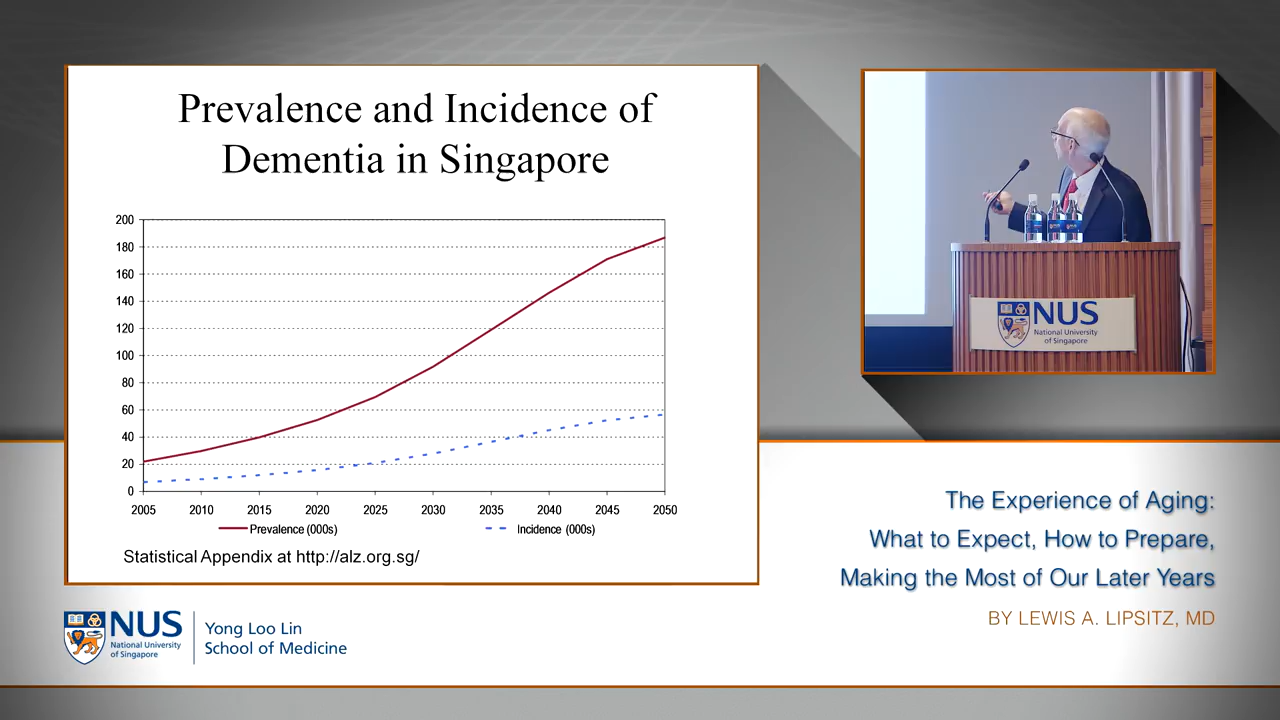 Prevalence and Incidence of
Dementia in Singapore
200
180
160
140
120
100
80
60
40
20
0
2005 2010 2015 2020 2025 2030 2035 2040 2045 2050
Prevalence (000s) Incidence (000s)
Statistical Appendix at http://alz.org.sg/
NUS
National University
of Singapore
The Experience of Aging:
What to Expect, How to Prepare,
Making the Most of Our Later Years
BY LEWIS A. LIPSITZ, MD
NUS
National University
of Singapore
Yong Loo Lin
School of Medicine